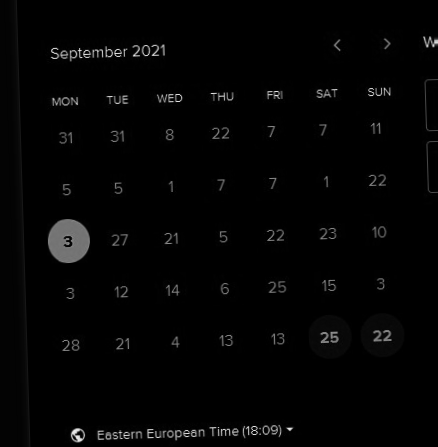 September 2021
W
MON TUE WED THU FRI SAT SUN
31 31 8 22 7 7 11
5 5 1 7 7 1 22
3 27 21 5 22 23 10
3 12 14 6 25 15 3
28 21 4 13 13 25 22
Eastern European Time (18:09)